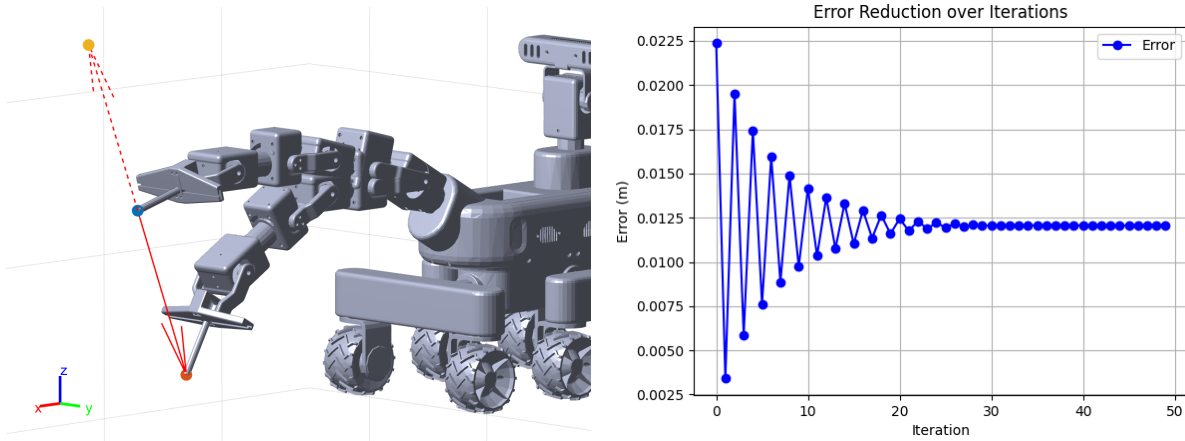 z
x
y
Error Reduction over Iterations
Error
Error (m)
0.0225
0.0200
0.0175
0.0150
0.0125
0.0100
0.0075
0.0050
0.0025
0
10
20
30
40
50
Iteration